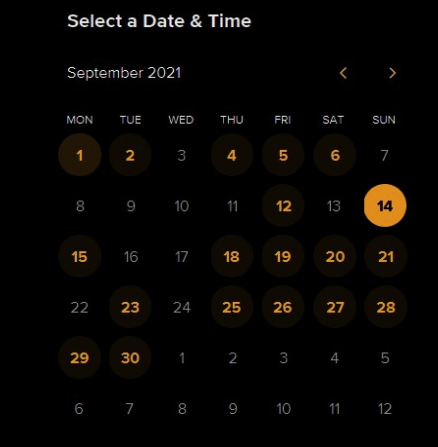 Select a Date & Time
September 2021
MON TUE WED THU FRI SAT SUN
1 2 3 4 5 6 7
8 9 10 11 12 13 14
15 16 17 18 19 20 21
22 23 24 25 26 27 28
29 30 1 2 3 4 5
6 7 8 9 10 11 12